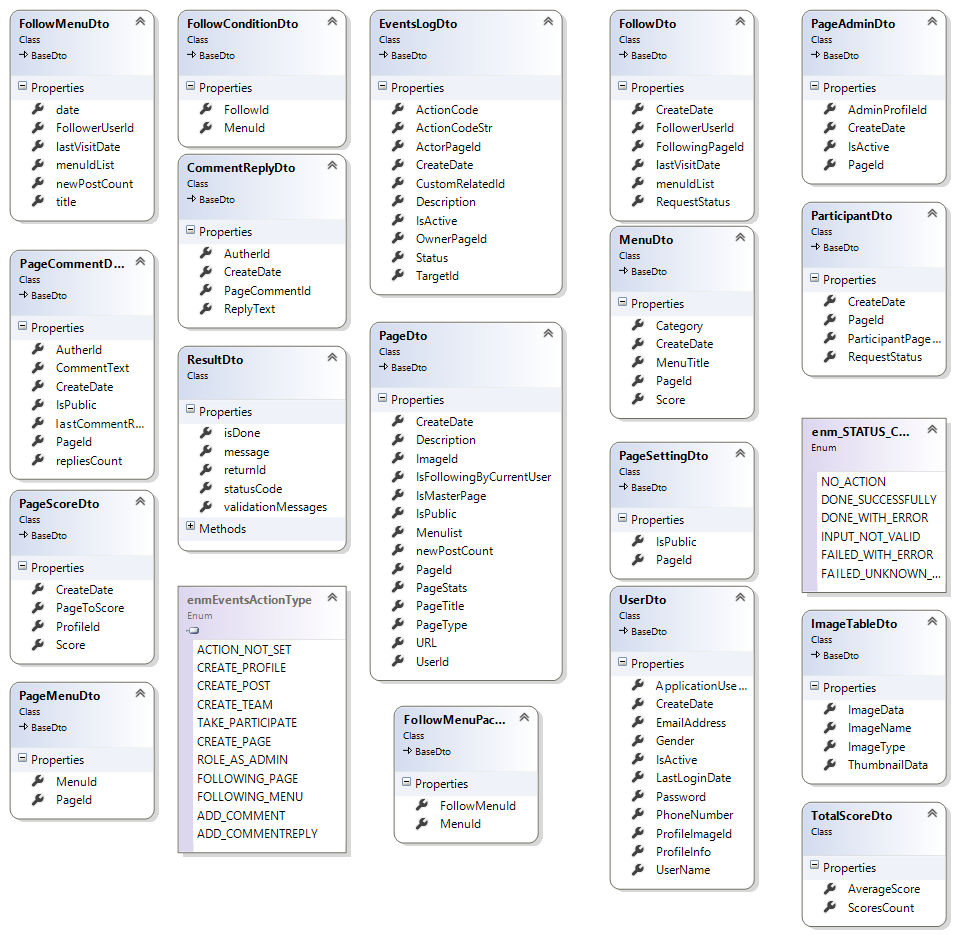 FollowMenuDto
Class
BaseDto
Properties
date
FollowerUserId
lastVisitDate
menuIdList
newPostCount
title
PageCommentD...
Class
BaseDto
Properties
AutherId
CommentText
CreateDate
IsPublic
lastCommentR...
PageId
repliesCount
PageScoreDto
Class
BaseDto
Properties
CreateDate
PageToScore
ProfileId
Score
PageMenuDto
Class
BaseDto
Properties
MenuId
PageId
FollowConditionDto
Class
BaseDto
Properties
FollowId
MenuId
CommentReplyDto
Class
BaseDto
Properties
AutherId
CreateDate
PageCommentId
ReplyText
ResultDto
Class
Properties
isDone
message
returnId
statusCode
validationMessages
Methods
enmEventsActionType
Enum
ACTION_NOT_SET
CREATE_PROFILE
CREATE_POST
CREATE_TEAM
TAKE_PARTICIPATE
CREATE_PAGE
ROLE_AS_ADMIN
FOLLOWING_PAGE
FOLLOWING_MENU
ADD_COMMENT
ADD_COMMENTREPLY
EventsLogDto
Class
BaseDto
Properties
ActionCode
ActionCodeStr
ActorPageId
CreateDate
CustomRelatedId
Description
IsActive
OwnerPageId
Status
TargetId
PageDto
Class
BaseDto
Properties
CreateDate
Description
ImageId
IsFollowingByCurrentUser
IsMasterPage
IsPublic
Menulist
newPostCount
PageId
PageStats
PageTitle
PageType
URL
UserId
FollowMenuPac...
Class
BaseDto
Properties
FollowMenuId
MenuId
FollowDto
Class
BaseDto
Properties
CreateDate
FollowerUserId
FollowingPageId
lastVisitDate
menuIdList
RequestStatus
MenuDto
Class
BaseDto
Properties
Category
CreateDate
MenuTitle
PageId
Score
PageSettingDto
Class
BaseDto
Properties
IsPublic
PageId
UserDto
Class
BaseDto
Properties
ApplicationUse...
CreateDate
EmailAddress
Gender
IsActive
LastLoginDate
Password
PhoneNumber
ProfileImageId
ProfileInfo
UserName
PageAdminDto
Class
BaseDto
Properties
AdminProfileId
CreateDate
IsActive
PageId
ParticipantDto
Class
BaseDto
Properties
CreateDate
PageId
ParticipantPage...
RequestStatus
enm_STATUS_C...
Enum
NO_ACTION
DONE_SUCCESSFULLY
DONE_WITH_ERROR
INPUT_NOT_VALID
FAILED_WITH_ERROR
FAILED_UNKNOWN_...
ImageTableDto
Class
BaseDto
Properties
ImageData
ImageName
ImageType
ThumbnailData
TotalScoreDto
Class
Properties
AverageScore
ScoresCount